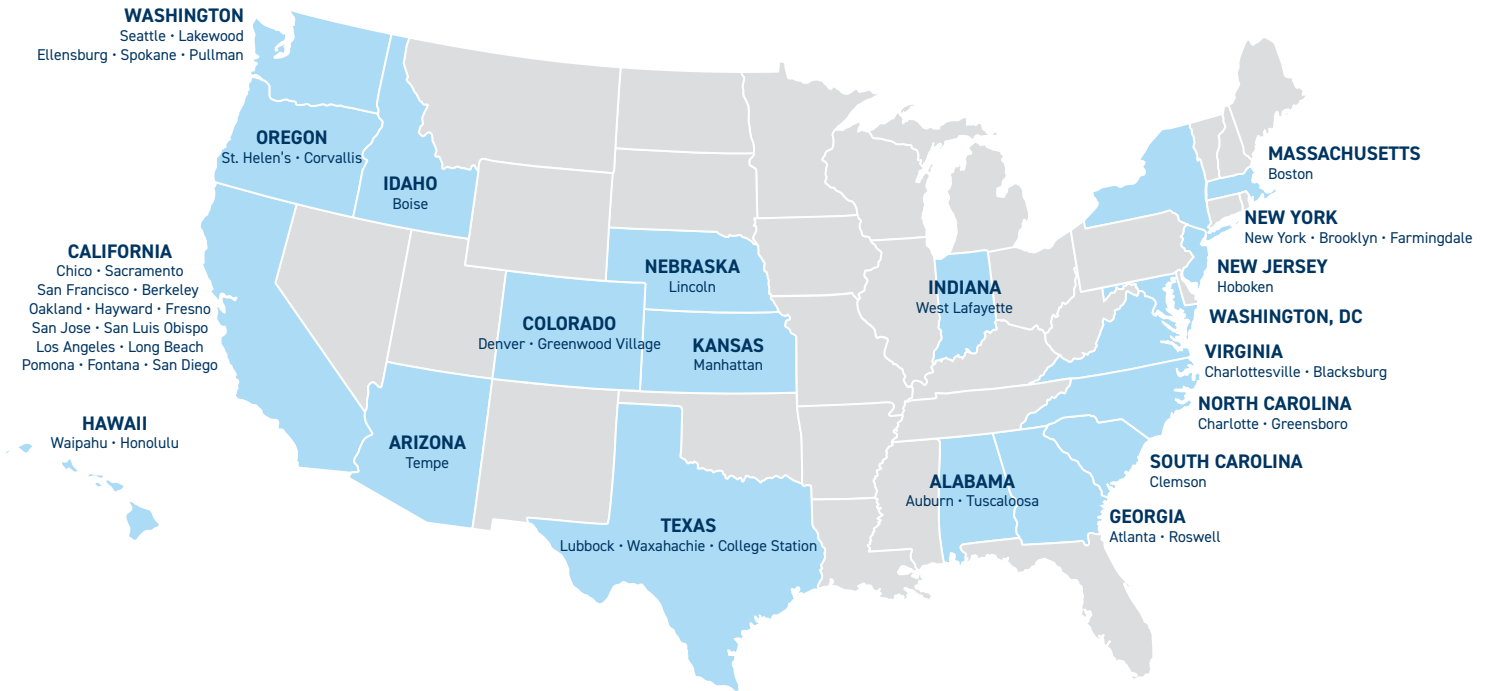 WASHINGTON
Seattle • Lakewood
Ellensburg • Spokane • Pullman
OREGON
St. Helen's • Corvallis
IDAHO
Boise
CALIFORNIA
Chico • Sacramento
San Francisco • Berkeley
Oakland • Hayward • Fresno
San Jose • San Luis Obispo
Los Angeles • Long Beach
Pomona • Fontana • San Diego
HAWAII
Waipahu • Honolulu
ARIZONA
Tempe
COLORADO
Denver • Greenwood Village
NEBRASKA
Lincoln
KANSAS
Manhattan
TEXAS
Lubbock • Waxahachie • College Station
INDIANA
West Lafayette
ALABAMA
Auburn • Tuscaloosa
MASSACHUSETTS
Boston
NEW YORK
New York • Brooklyn • Farmingdale
NEW JERSEY
Hoboken
WASHINGTON, DC
VIRGINIA
Charlottesville • Blacksburg
NORTH CAROLINA
Charlotte • Greensboro
SOUTH CAROLINA
Clemson
GEORGIA
Atlanta • Roswell